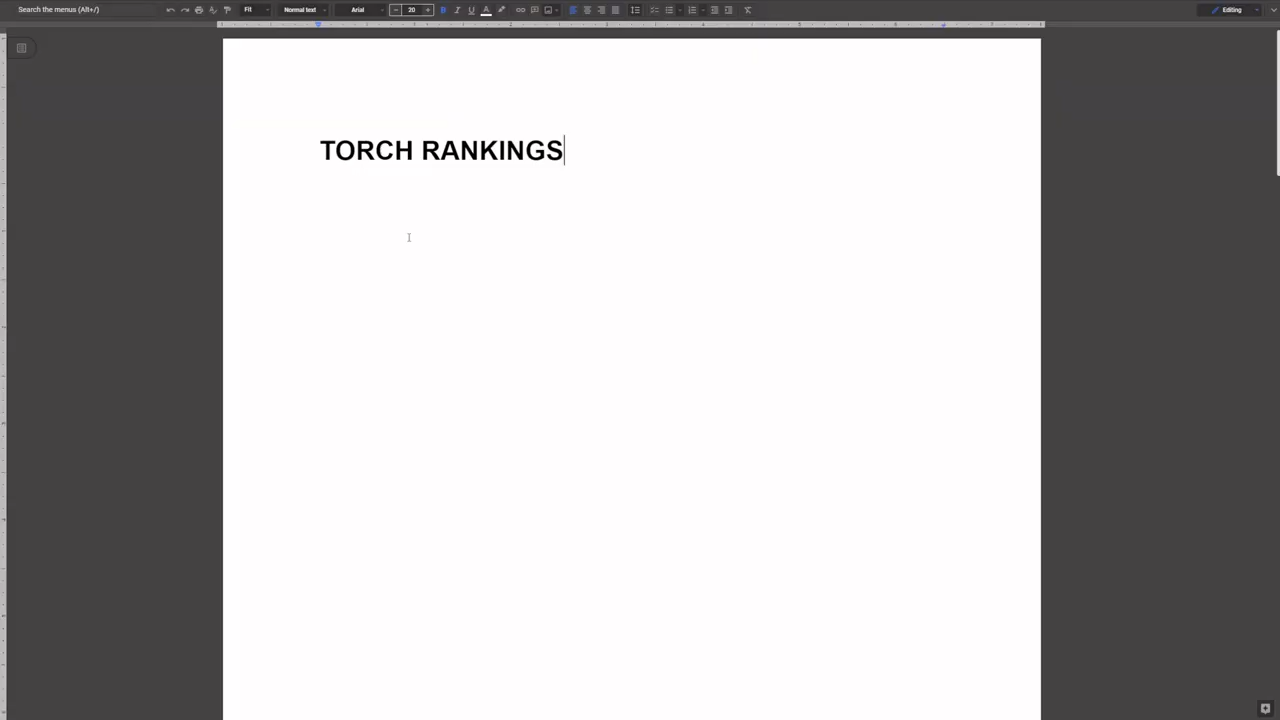 Search the menus (Alt+/)
Fit
Normal text
Arial
20
Editing
TORCH RANKINGS